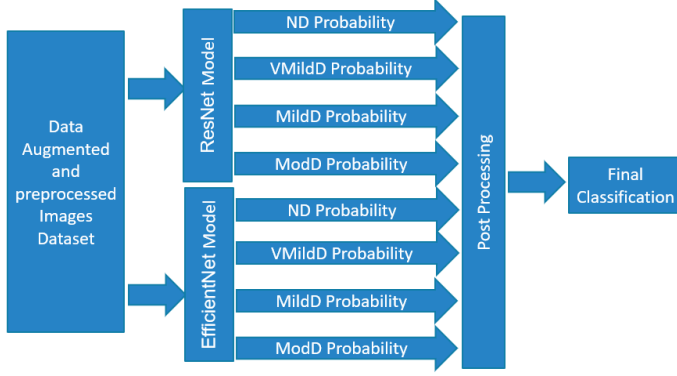 Data
Augmented
and
preprocessed
Images
Dataset
ResNet Model
ND Probability
VMildD Probability
MildD Probability
ModD Probability
EfficientNet Model
ND Probability
VMildD Probability
MildD Probability
ModD Probability
Post Processing
Final
Classification